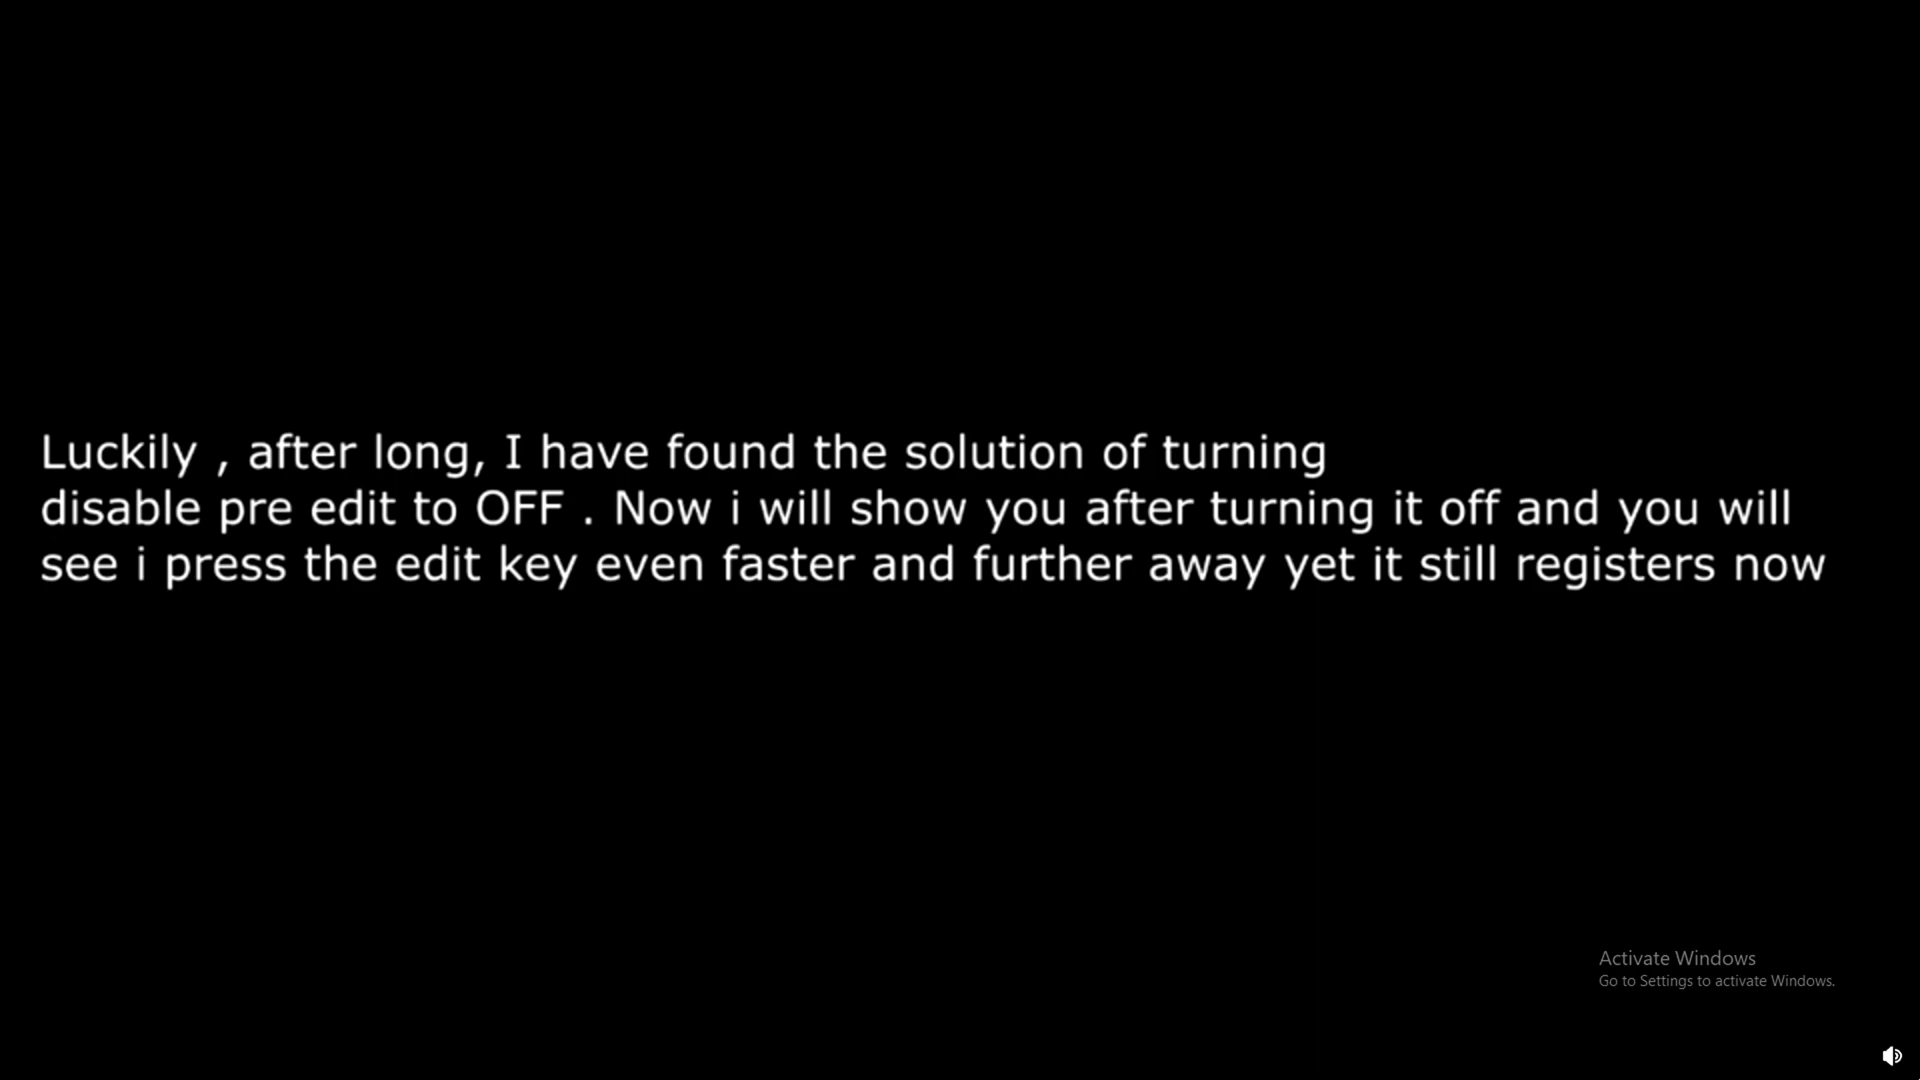 Luckily , after long, I have found the solution of turning
disable pre edit to OFF . Now i will show you after turning it off and you will
see i press the edit key even faster and further away yet it still registers now
Activate Windows
Go to Settings to activate Windows.